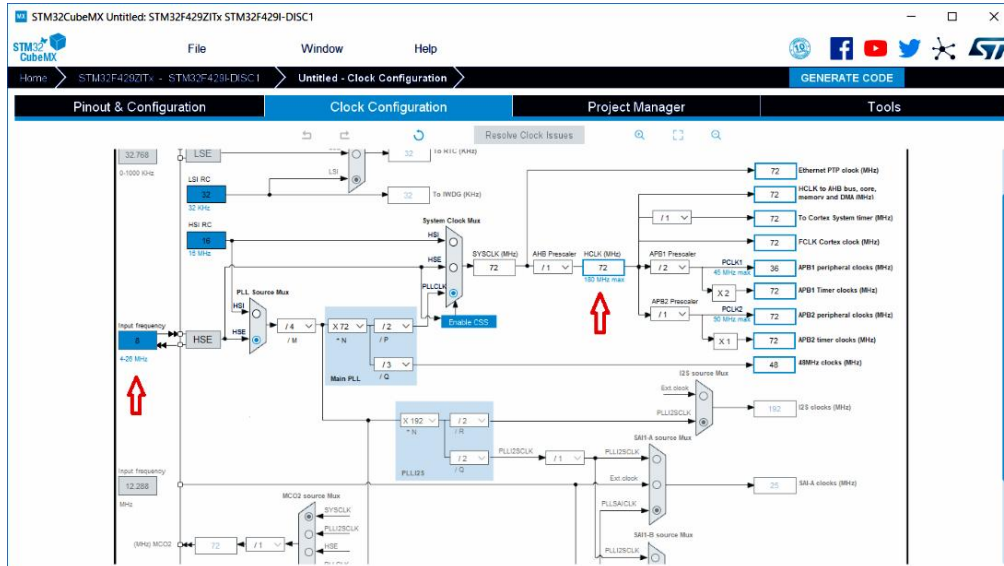 MX STM32CubeMX Untitled: STM32F429ZITx STM32F429I-DISC1
STM32 CubeMX
File Window Help
10
Home STM32F429ZITx - STM32F429I-DISC1 Untitled - Clock Configuration GENERATE CODE
Pinout & Configuration Clock Configuration Project Manager Tools
Resolve Clock Issues
32.768 LSE 32 To RTC (KHz)
0-1000 KHz
LSI RC LSI
32 32 To IWDG (KHz)
32 KHz
HSI RC
16
16 MHz
System Clock Mux
HSI
HSE
PLLCLK
Enable CSS
SYSCLK (MHz) AHB Prescaler HCLK (MHz) APB1 Prescaler
72 / 1 72 / 2
180 MHz max
72 Ethernet PTP clock (MHz)
72 HCLK to AHB bus, core,
memory and DMA (MHz)
/ 1 72 To Cortex System timer (MHz)
72 FCLK Cortex clock (MHz)
PCLK1
36 APB1 peripheral clocks (MHz)
45 MHz max
X 2 72 APB1 Timer clocks (MHz)
APB2 Prescaler PCLK2
/ 1 72 APB2 peripheral clocks (MHz)
90 MHz max
X 1 72 APB2 timer clocks (MHz)
48 48MHz clocks (MHz)
PLL Source Mux
HSI
HSE
Input frequency
8 HSE
4-26 MHz
/ 4 X 72 / 2
/ M * N / P
/ 3
Main PLL / Q
I2S source Mux
Ext. clock
PLLI2SCLK
192 I2S clocks (MHz)
X 192 / 2
* N / R
/ 2 PLLI2SCLK / 1
PLLI2S / Q
SAI1-A source Mux
PLLI2SCLK
Ext clock
PLLSAICLK
25 SAI-A clocks (MHz)
SAI1-B source Mux
PLLI2SCLK
Input frequency
12.288
MHz
MCO2 source Mux
SYSCLK
PLLI2SCLK
HSE
(MHz) MCO2 72 / 1